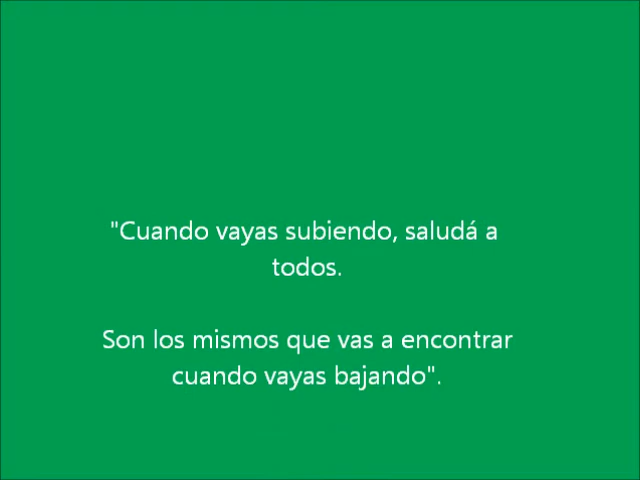 "Cuando vayas subiendo, saludá a
todos.
Son los mismos que vas a encontrar
cuando vayas bajando".